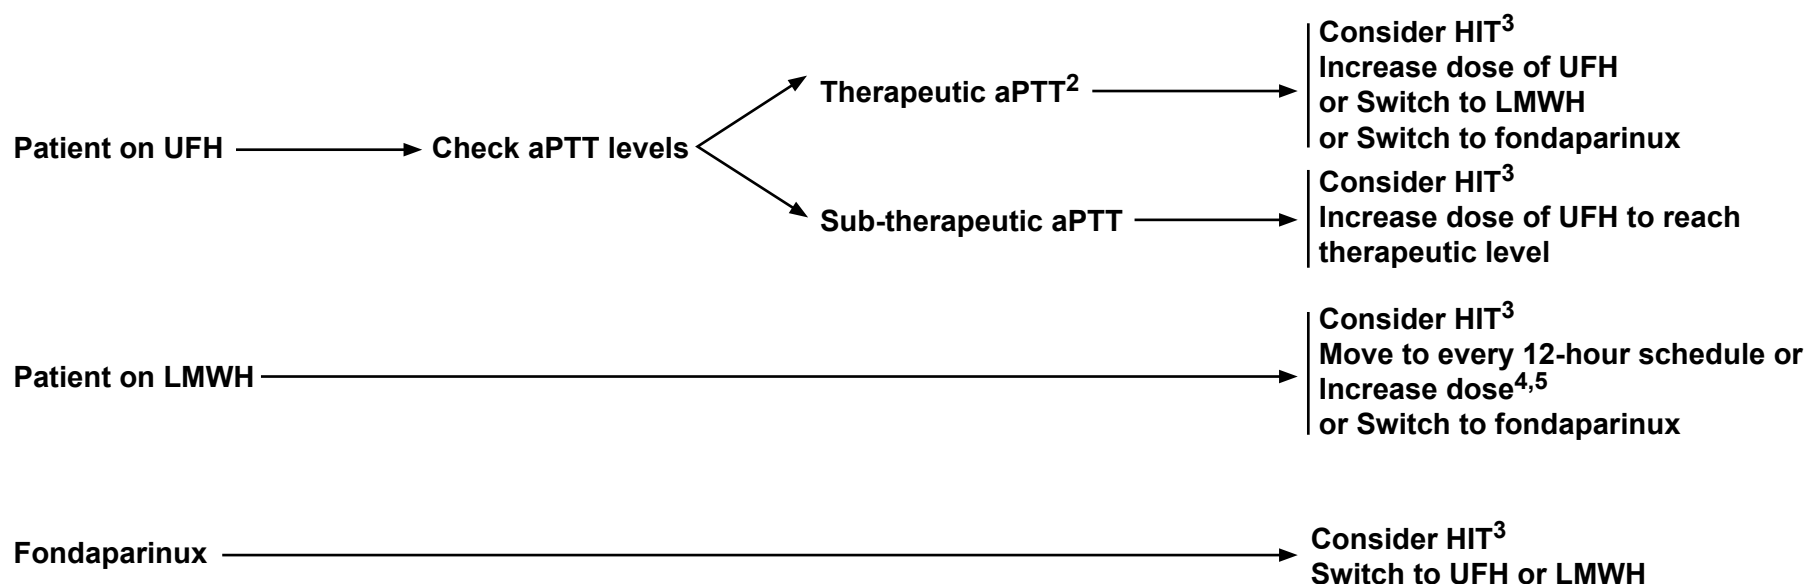 Patient on UFH
Check aPTT levels
Therapeutic aPTT2
Consider HIT3
Increase dose of UFH
or Switch to LMWH
or Switch to fondaparinux
Sub-therapeutic aPTT
Consider HIT3
Increase dose of UFH to reach
therapeutic level
Patient on LMWH
Consider HIT3
Move to every 12-hour schedule or
Increase dose4,5
or Switch to fondaparinux
Fondaparinux
Consider HIT3
Switch to UFH or LMWH